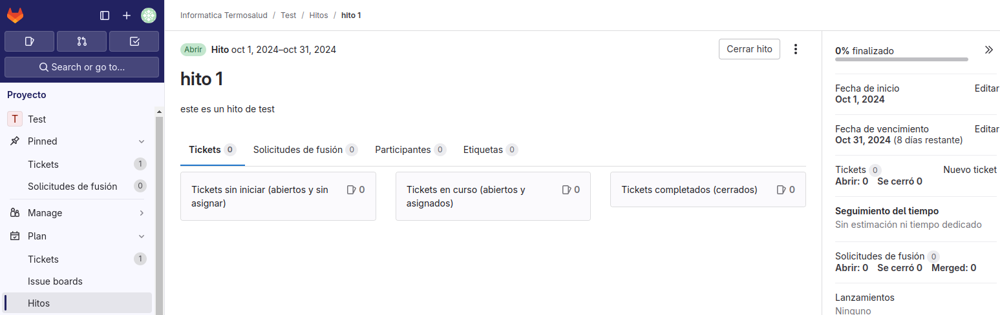 Search or go to...
Proyecto
T Test
Pinned
Tickets 1
Solicitudes de fusión 0
Manage
Plan
Tickets 1
Issue boards
Hitos
Informatica Termosalud / Test / Hitos / hito 1
Abrir Hito oct 1, 2024–oct 31, 2024 Cerrar hito
hito 1
este es un hito de test
Tickets 0 Solicitudes de fusión 0 Participantes 0 Etiquetas 0
Tickets sin iniciar (abiertos y sin 0
asignar)
Tickets en curso (abiertos y 0
asignados)
Tickets completados (cerrados) 0
0% finalizado
Fecha de inicio Editar
Oct 1, 2024
Fecha de vencimiento Editar
Oct 31, 2024 (8 días restante)
Tickets 0 Nuevo ticket
Abrir: 0 Se cerró 0
Seguimiento del tiempo
Sin estimación ni tiempo dedicado
Solicitudes de fusión 0
Abrir: 0 Se cerró 0 Merged: 0
Lanzamientos
Ninguno